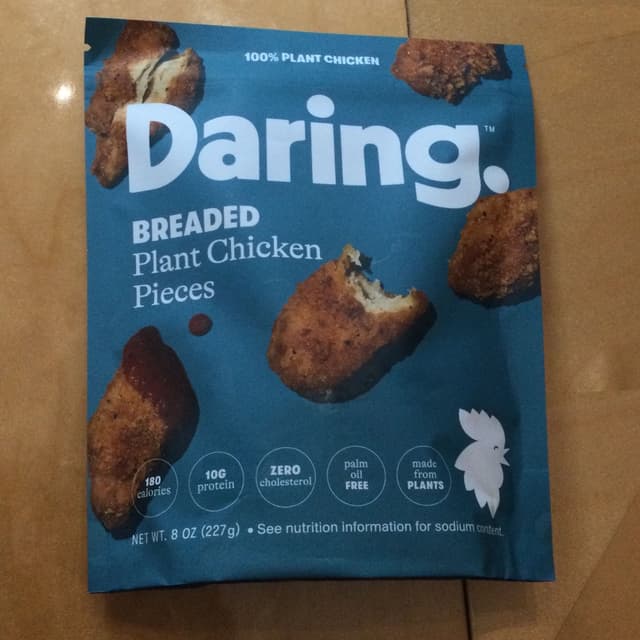 100% PLANT CHICKEN
Daring.™
BREADED
Plant Chicken
Pieces
180
calories
10G
protein
ZERO
cholesterol
palm
oil
FREE
made
from
PLANTS
NET WT. 8 OZ (227g) • See nutrition information for sodium content.